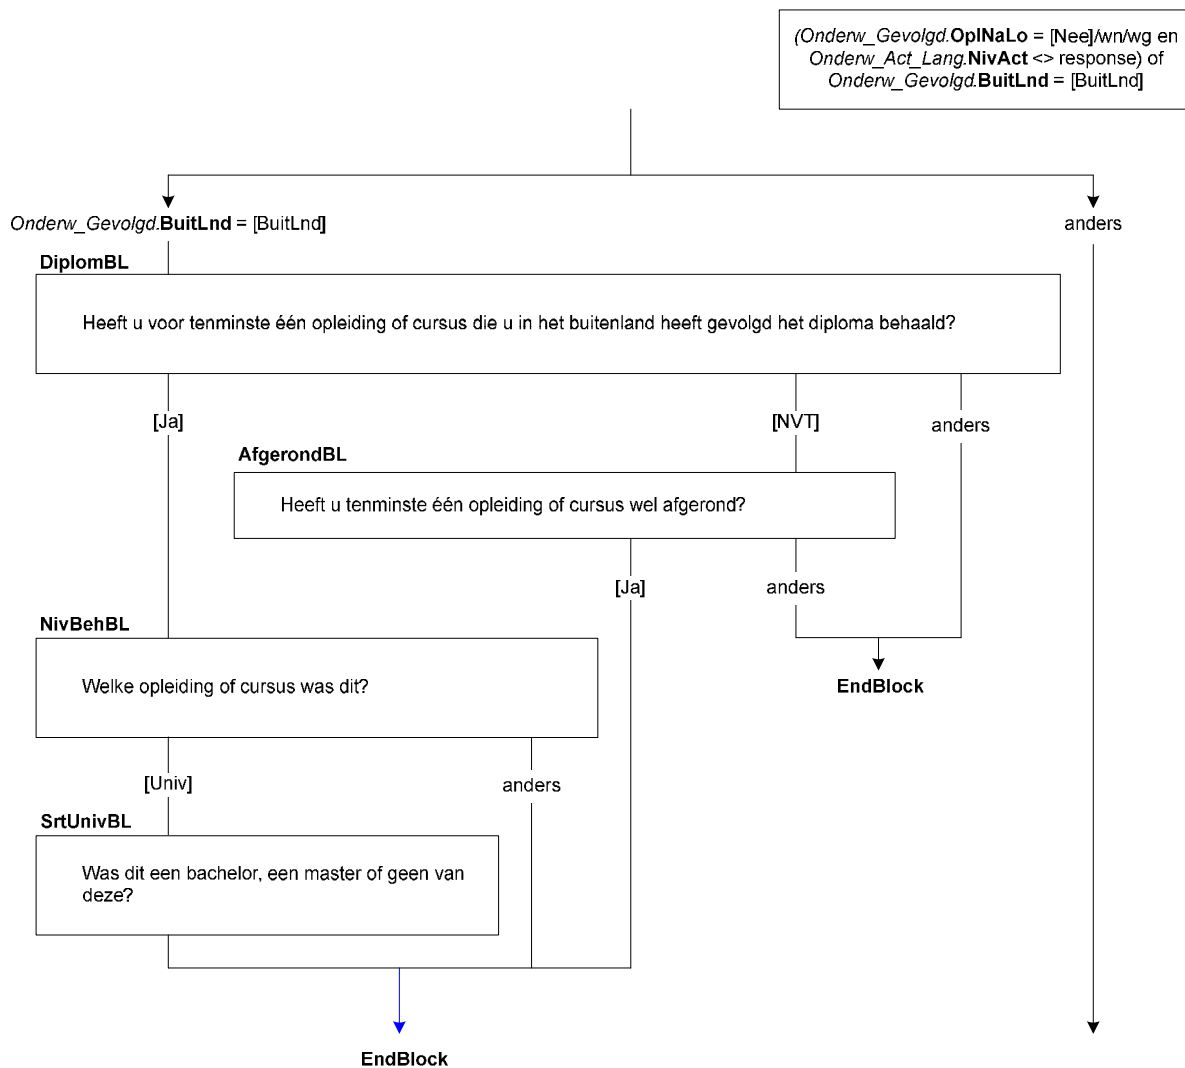 (Onderw_Gevolgd.OplNaLo = [Nee]/wn/wg en
Onderw_Act_Lang.NivAct <> response) of
Onderw_Gevolgd.BuitLnd = [BuitLnd]
Onderw_Gevolgd.BuitLnd = [BuitLnd]
anders
DiplomBL
Heeft u voor tenminste één opleiding of cursus die u in het buitenland heeft gevolgd het diploma behaald?
[Ja]
[NVT]
anders
AfgerondBL
Heeft u tenminste één opleiding of cursus wel afgerond?
[Ja]
anders
NivBehBL
Welke opleiding of cursus was dit?
EndBlock
[Univ]
anders
SrtUnivBL
Was dit een bachelor, een master of geen van
deze?
EndBlock